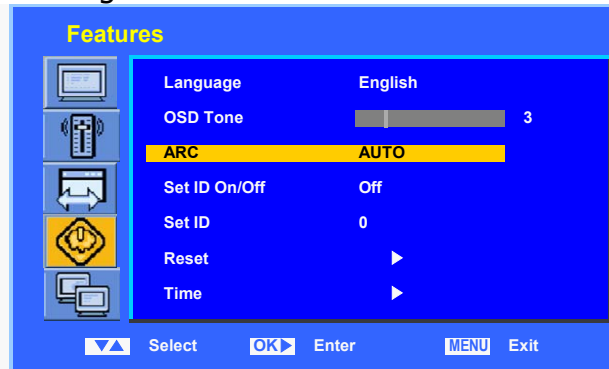 Features
Language English
OSD Tone 3
ARC AUTO
Set ID On/Off Off
Set ID 0
Reset
Time
Select OK Enter MENU Exit